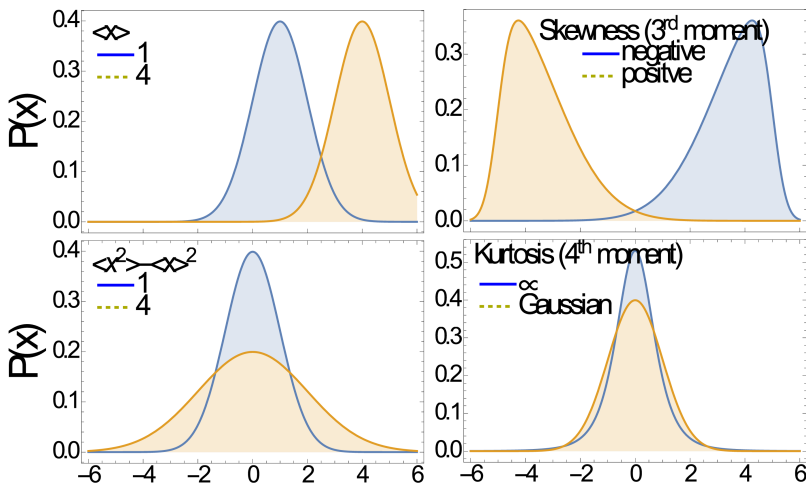 <x>
1
4
P(x)
0.4
0.3
0.2
0.1
0.0
Skewness (3rd moment)
negative
positve
0.3
0.2
0.1
0.0
<x²>-<x>²
1
4
P(x)
0.4
0.3
0.2
0.1
0.0
−6 −4 −2 0 2 4 6
Kurtosis (4th moment)
∝
Gaussian
0.5
0.4
0.3
0.2
0.1
0.0
−6 −4 −2 0 2 4 6